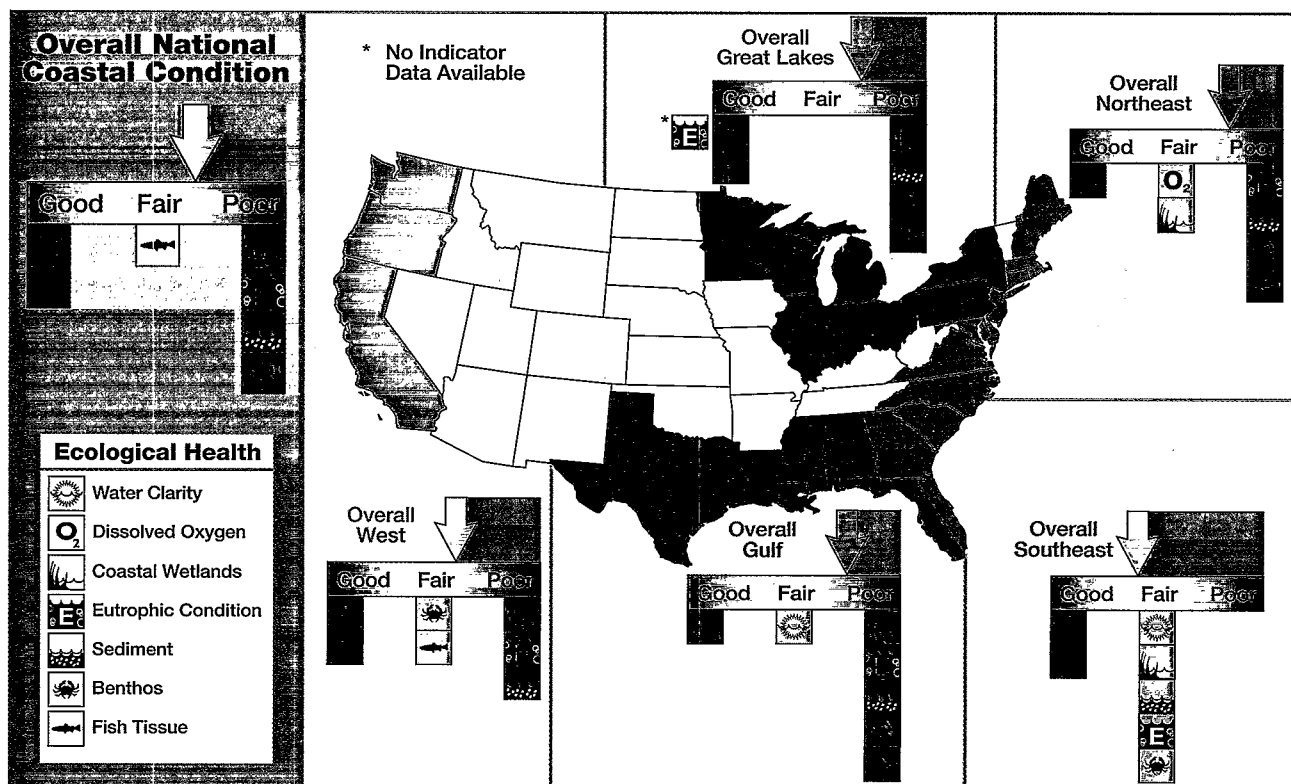 Overall National
Coastal Condition
Good Fair Poor
Ecological Health
Water Clarity
O2 Dissolved Oxygen
Coastal Wetlands
E Eutrophic Condition
Sediment
Benthos
Fish Tissue
* No Indicator
Data Available
Overall
Great Lakes
Good Fair Poor
* E
Overall
Northeast
Good Fair Poor
O2
Overall
West
Good Fair Poor
Overall
Gulf
Good Fair Poor
Overall
Southeast
Good Fair Poor
E